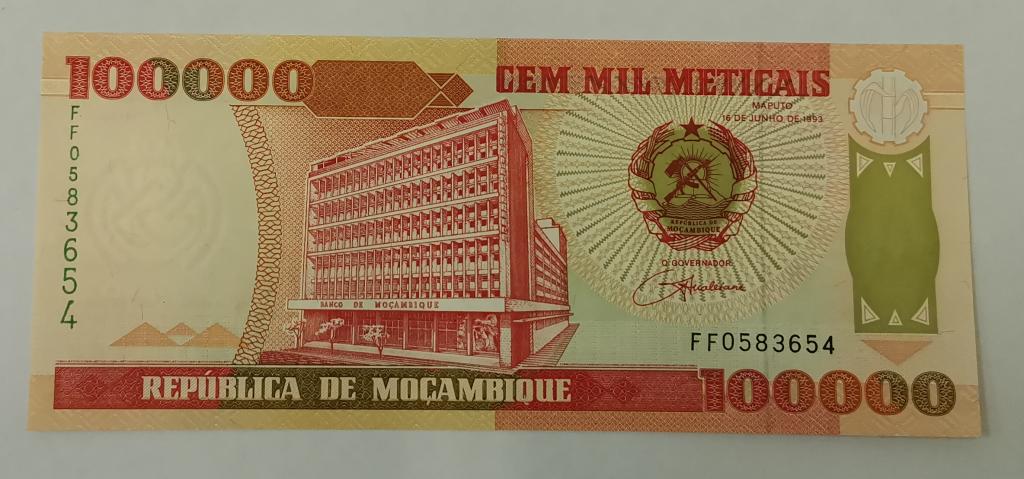 100000
CEM MIL METICAIS
MAPUTO
16 DE JUNHO DE 1993
FF0583654
REPÚBLICA DE
MOÇAMBIQUE
O GOVERNADOR
BANCO DE MOÇAMBIQUE
FF0583654
REPÚBLICA DE MOÇAMBIQUE
100000